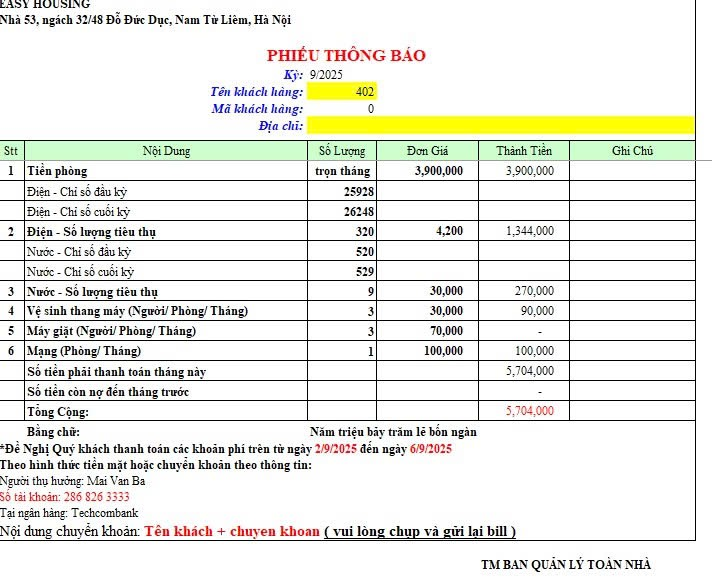 EASY HOUSING
Nhà 53, ngách 32/48 Đỗ Đức Dục, Nam Từ Liêm, Hà Nội
PHIẾU THÔNG BÁO
Kỳ: 9/2025
Tên khách hàng: 402
Mã khách hàng: 0
Địa chỉ:
Stt Nội Dung Số Lượng Đơn Giá Thành Tiền Ghi Chú
1 Tiền phòng trọn tháng 3,900,000 3,900,000
Điện - Chỉ số đầu kỳ 25928
Điện - Chỉ số cuối kỳ 26248
2 Điện - Số lượng tiêu thụ 320 4,200 1,344,000
Nước - Chỉ số đầu kỳ 520
Nước - Chỉ số cuối kỳ 529
3 Nước - Số lượng tiêu thụ 9 30,000 270,000
4 Vệ sinh thang máy (Người/ Phòng/ Tháng) 3 30,000 90,000
5 Máy giặt (Người/ Phòng/ Tháng) 3 70,000 -
6 Mạng (Phòng/ Tháng) 1 100,000 100,000
Số tiền phải thanh toán tháng này 5,704,000
Số tiền còn nợ đến tháng trước -
Tổng Cộng: 5,704,000
Bằng chữ: Năm triệu bảy trăm lẻ bốn ngàn
*Đề Nghị Quý khách thanh toán các khoản phí trên từ ngày 2/9/2025 đến ngày 6/9/2025
Theo hình thức tiền mặt hoặc chuyển khoản theo thông tin:
Người thụ hưởng: Mai Van Ba
Số tài khoản: 286 826 3333
Tại ngân hàng: Techcombank
Nội dung chuyển khoản: Tên khách + chuyen khoan ( vui lòng chụp và gửi lại bill )
TM BAN QUẢN LÝ TOÀN NHÀ